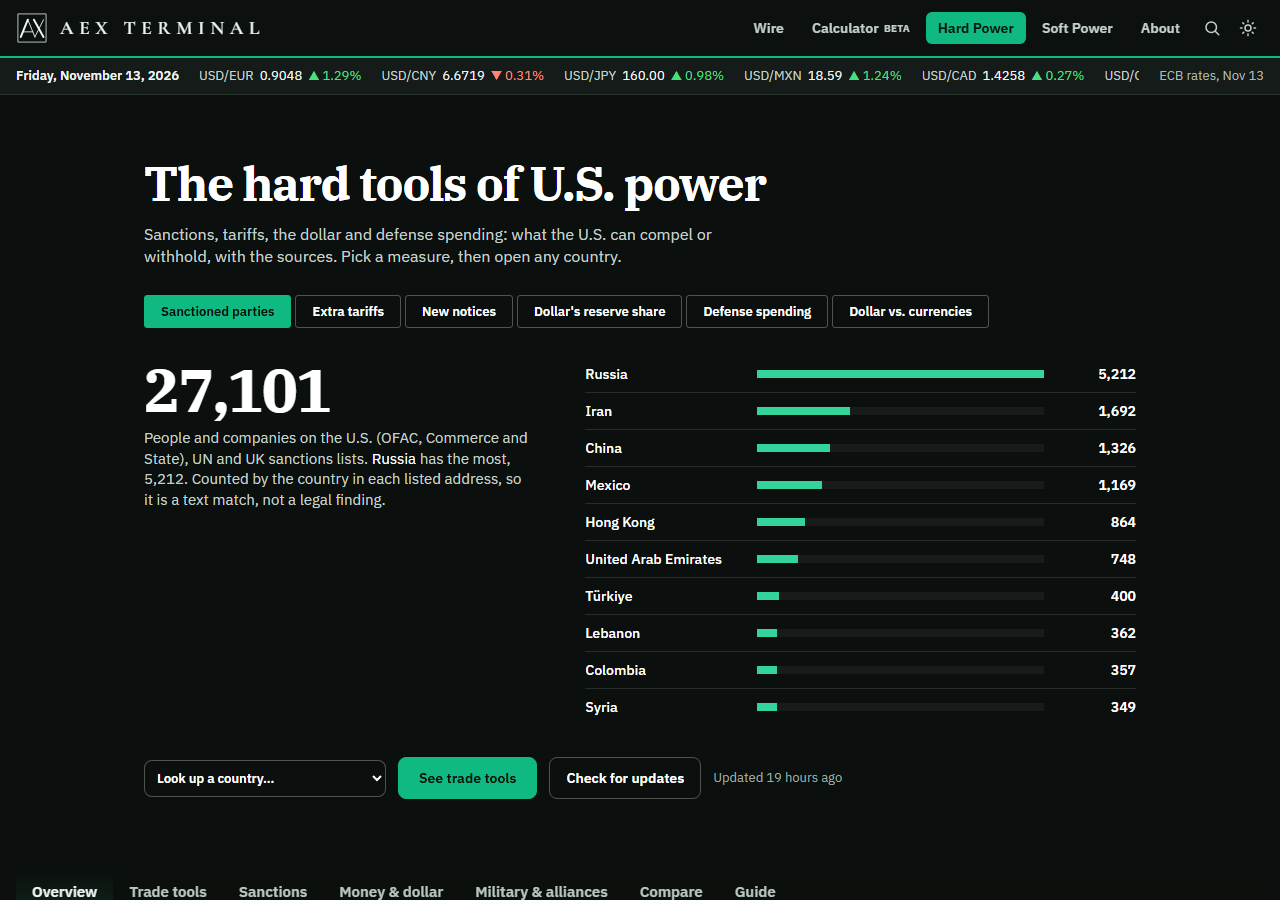 AX AEX TERMINAL
Wire Calculator BETA Hard Power Soft Power About
Friday, November 13, 2026 USD/EUR 0.9048 ▲ 1.29% USD/CNY 6.6719 ▼ 0.31% USD/JPY 160.00 ▲ 0.98% USD/MXN 18.59 ▲ 1.24% USD/CAD 1.4258 ▲ 0.27% USD/ ECB rates, Nov 13
The hard tools of U.S. power
Sanctions, tariffs, the dollar and defense spending: what the U.S. can compel or
withhold, with the sources. Pick a measure, then open any country.
Sanctioned parties Extra tariffs New notices Dollar's reserve share Defense spending Dollar vs. currencies
27,101
People and companies on the U.S. (OFAC, Commerce and
State), UN and UK sanctions lists. Russia has the most,
5,212. Counted by the country in each listed address, so
it is a text match, not a legal finding.
Russia 5,212
Iran 1,692
China 1,326
Mexico 1,169
Hong Kong 864
United Arab Emirates 748
Türkiye 400
Lebanon 362
Colombia 357
Syria 349
Look up a country... See trade tools Check for updates Updated 19 hours ago
Overview Trade tools Sanctions Money & dollar Military & alliances Compare Guide